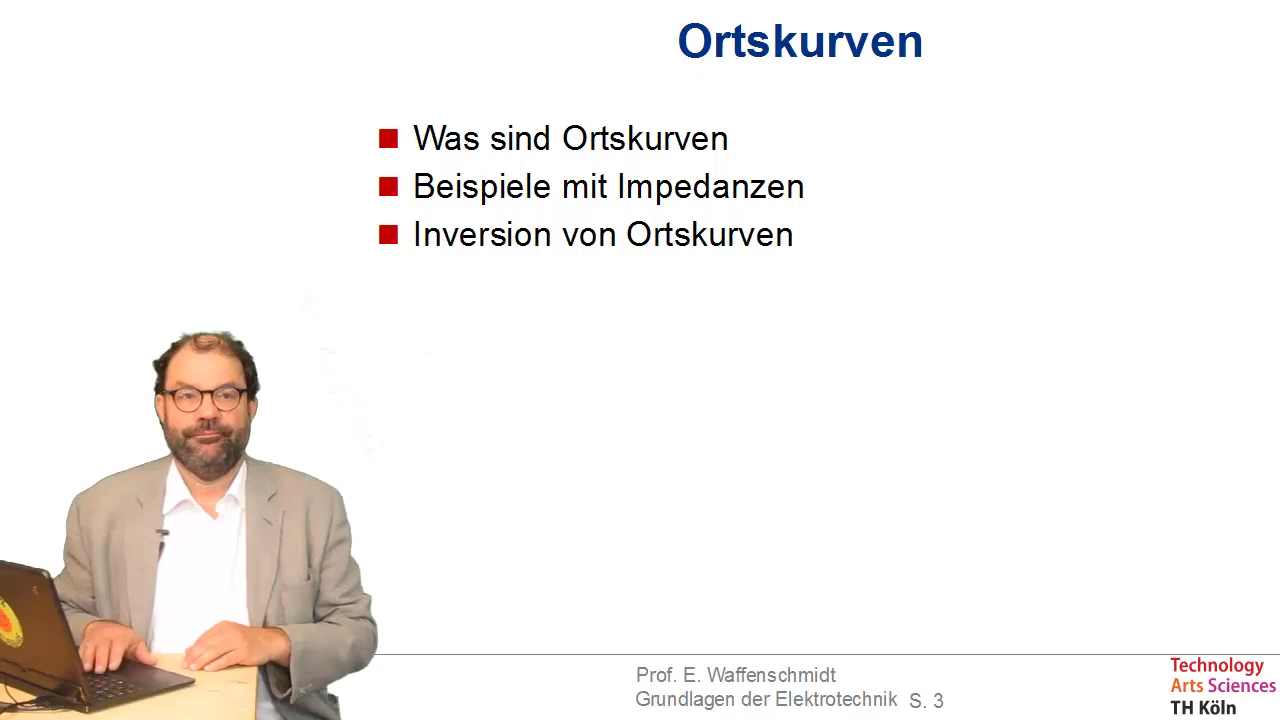 Ortskurven
Was sind Ortskurven
Beispiele mit Impedanzen
Inversion von Ortskurven
Prof. E. Waffenschmidt
Grundlagen der Elektrotechnik S. 3
Technology
Arts Sciences
TH Köln